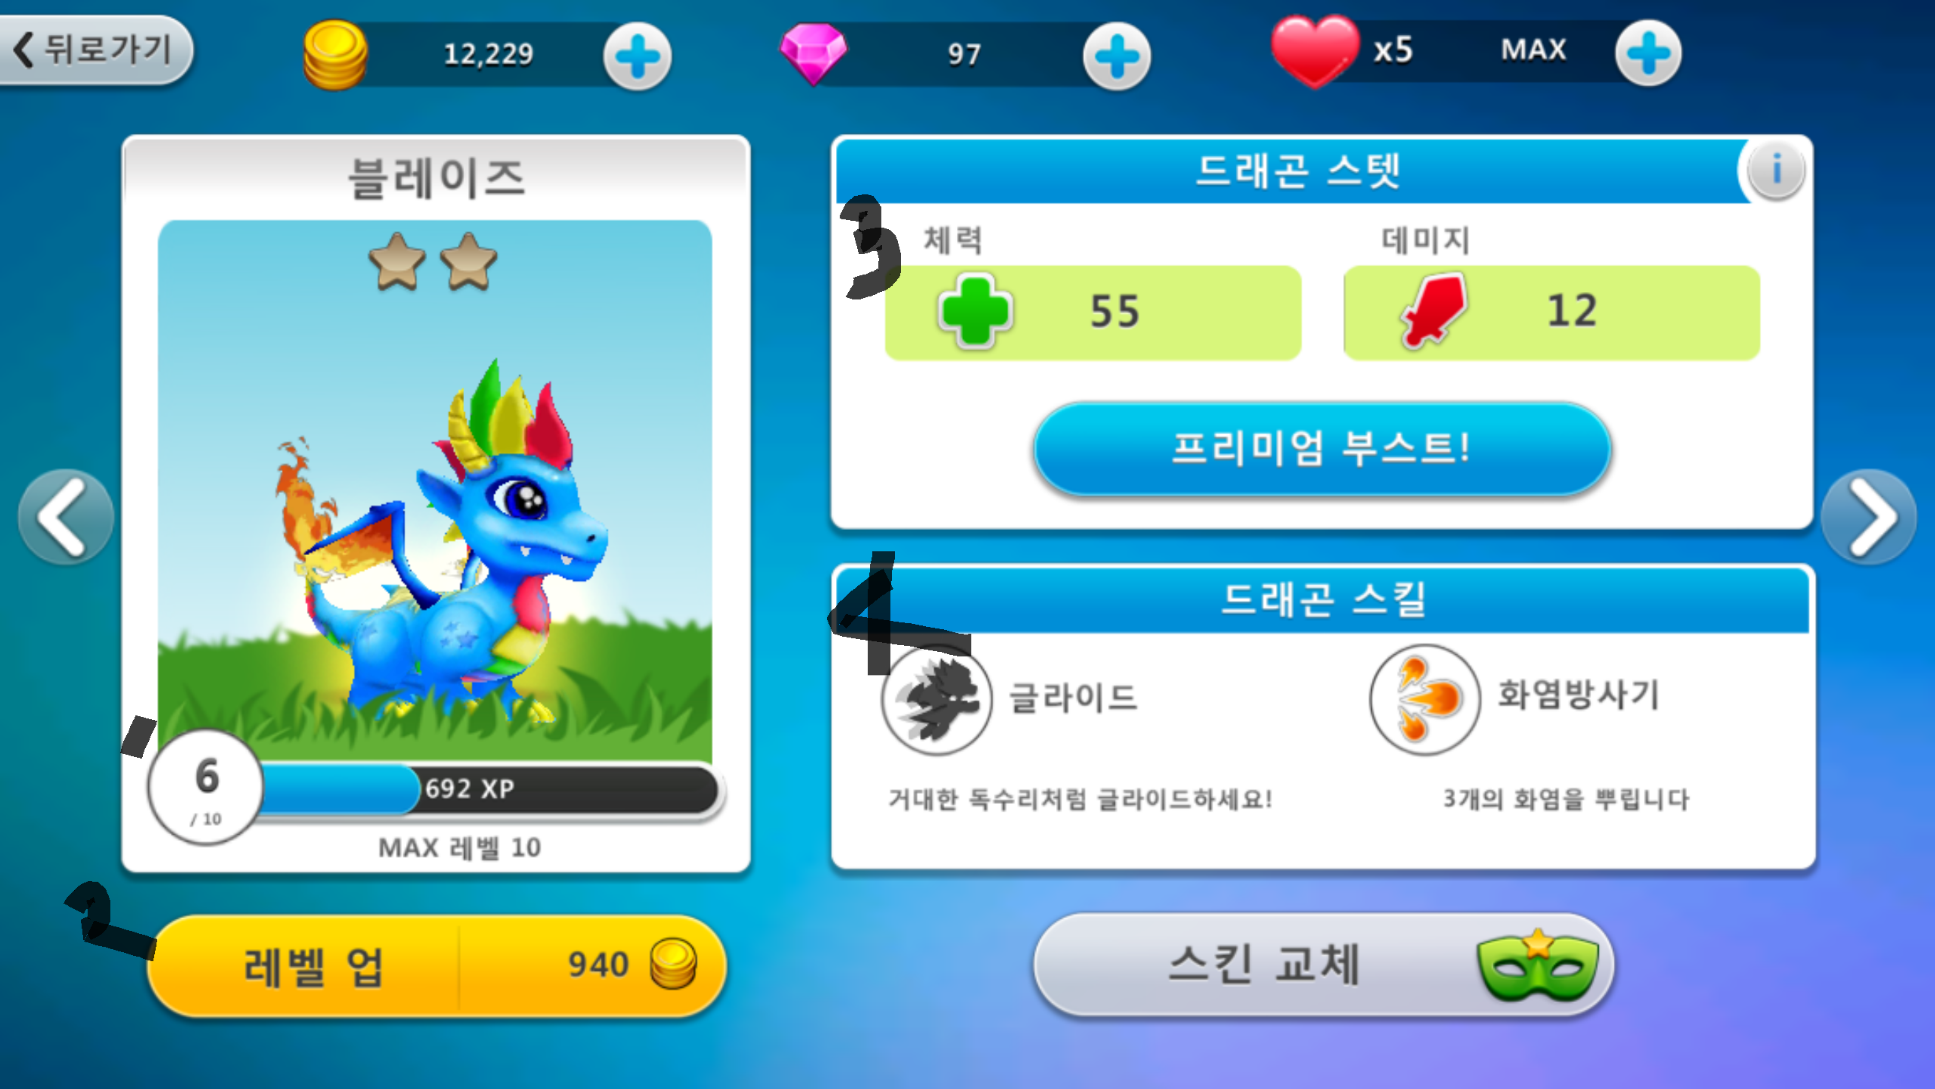 뒤로가기
12,229
97
x5 MAX
블레이즈
6
/ 10
692 XP
MAX 레벨 10
레벨 업 940
드래곤 스텟
i
3
체력 데미지
55 12
프리미엄 부스트!
4
드래곤 스킬
글라이드 화염방사기
거대한 독수리처럼 글라이드하세요! 3개의 화염을 뿌립니다
스킨 교체
1
2